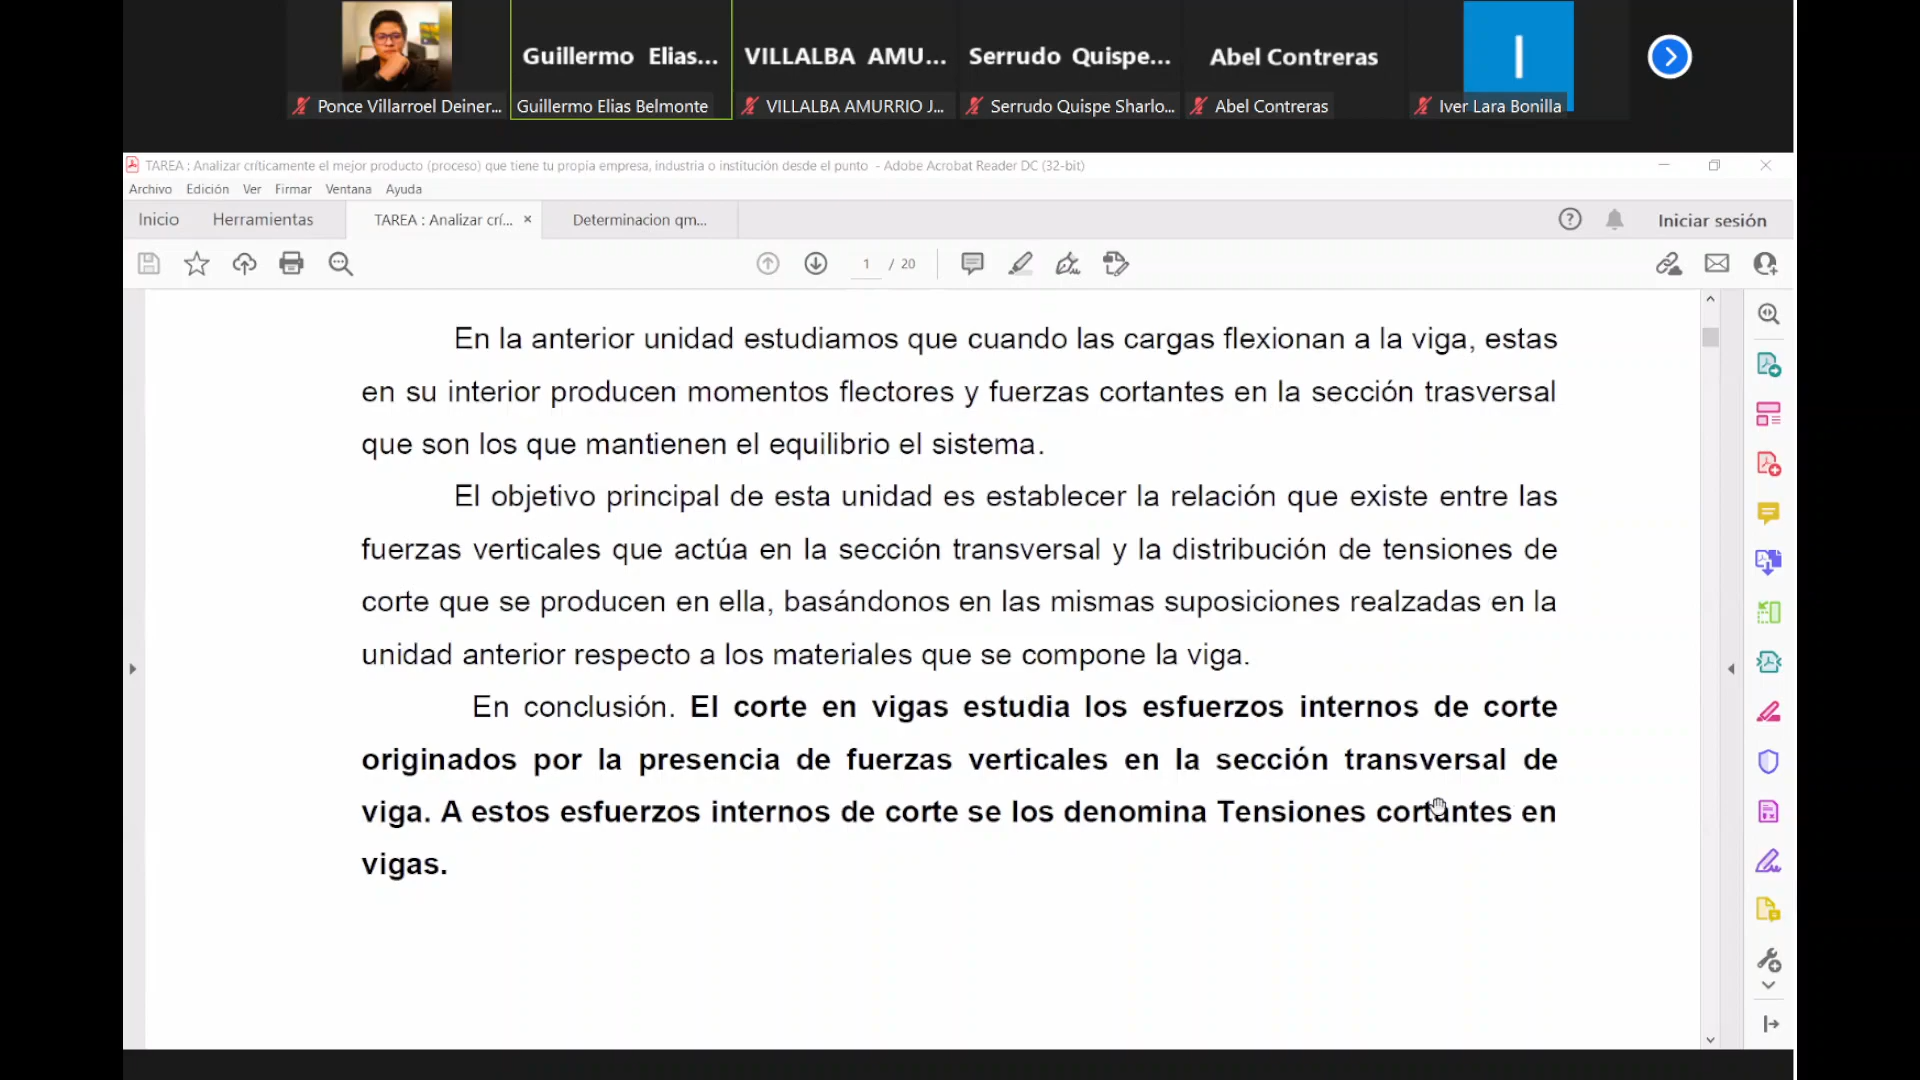 Guillermo Elias...
VILLALBA AMU...
Serrudo Quispe...
Abel Contreras
I
Ponce Villarroel Deiner...
Guillermo Elias Belmonte
VILLALBA AMURRIO J...
Serrudo Quispe Sharlo...
Abel Contreras
Iver Lara Bonilla
TAREA : Analizar críticamente el mejor producto (proceso) que tiene tu propia empresa, industria o institución desde el punto - Adobe Acrobat Reader DC (32-bit)
Archivo Edición Ver Firmar Ventana Ayuda
Inicio Herramientas TAREA : Analizar crí... × Determinacion qm... Iniciar sesión
1 / 20
En la anterior unidad estudiamos que cuando las cargas flexionan a la viga, estas
en su interior producen momentos flectores y fuerzas cortantes en la sección trasversal
que son los que mantienen el equilibrio el sistema.
El objetivo principal de esta unidad es establecer la relación que existe entre las
fuerzas verticales que actúa en la sección transversal y la distribución de tensiones de
corte que se producen en ella, basándonos en las mismas suposiciones realzadas en la
unidad anterior respecto a los materiales que se compone la viga.
En conclusión. El corte en vigas estudia los esfuerzos internos de corte
originados por la presencia de fuerzas verticales en la sección transversal de
viga. A estos esfuerzos internos de corte se los denomina Tensiones cortantes en
vigas.